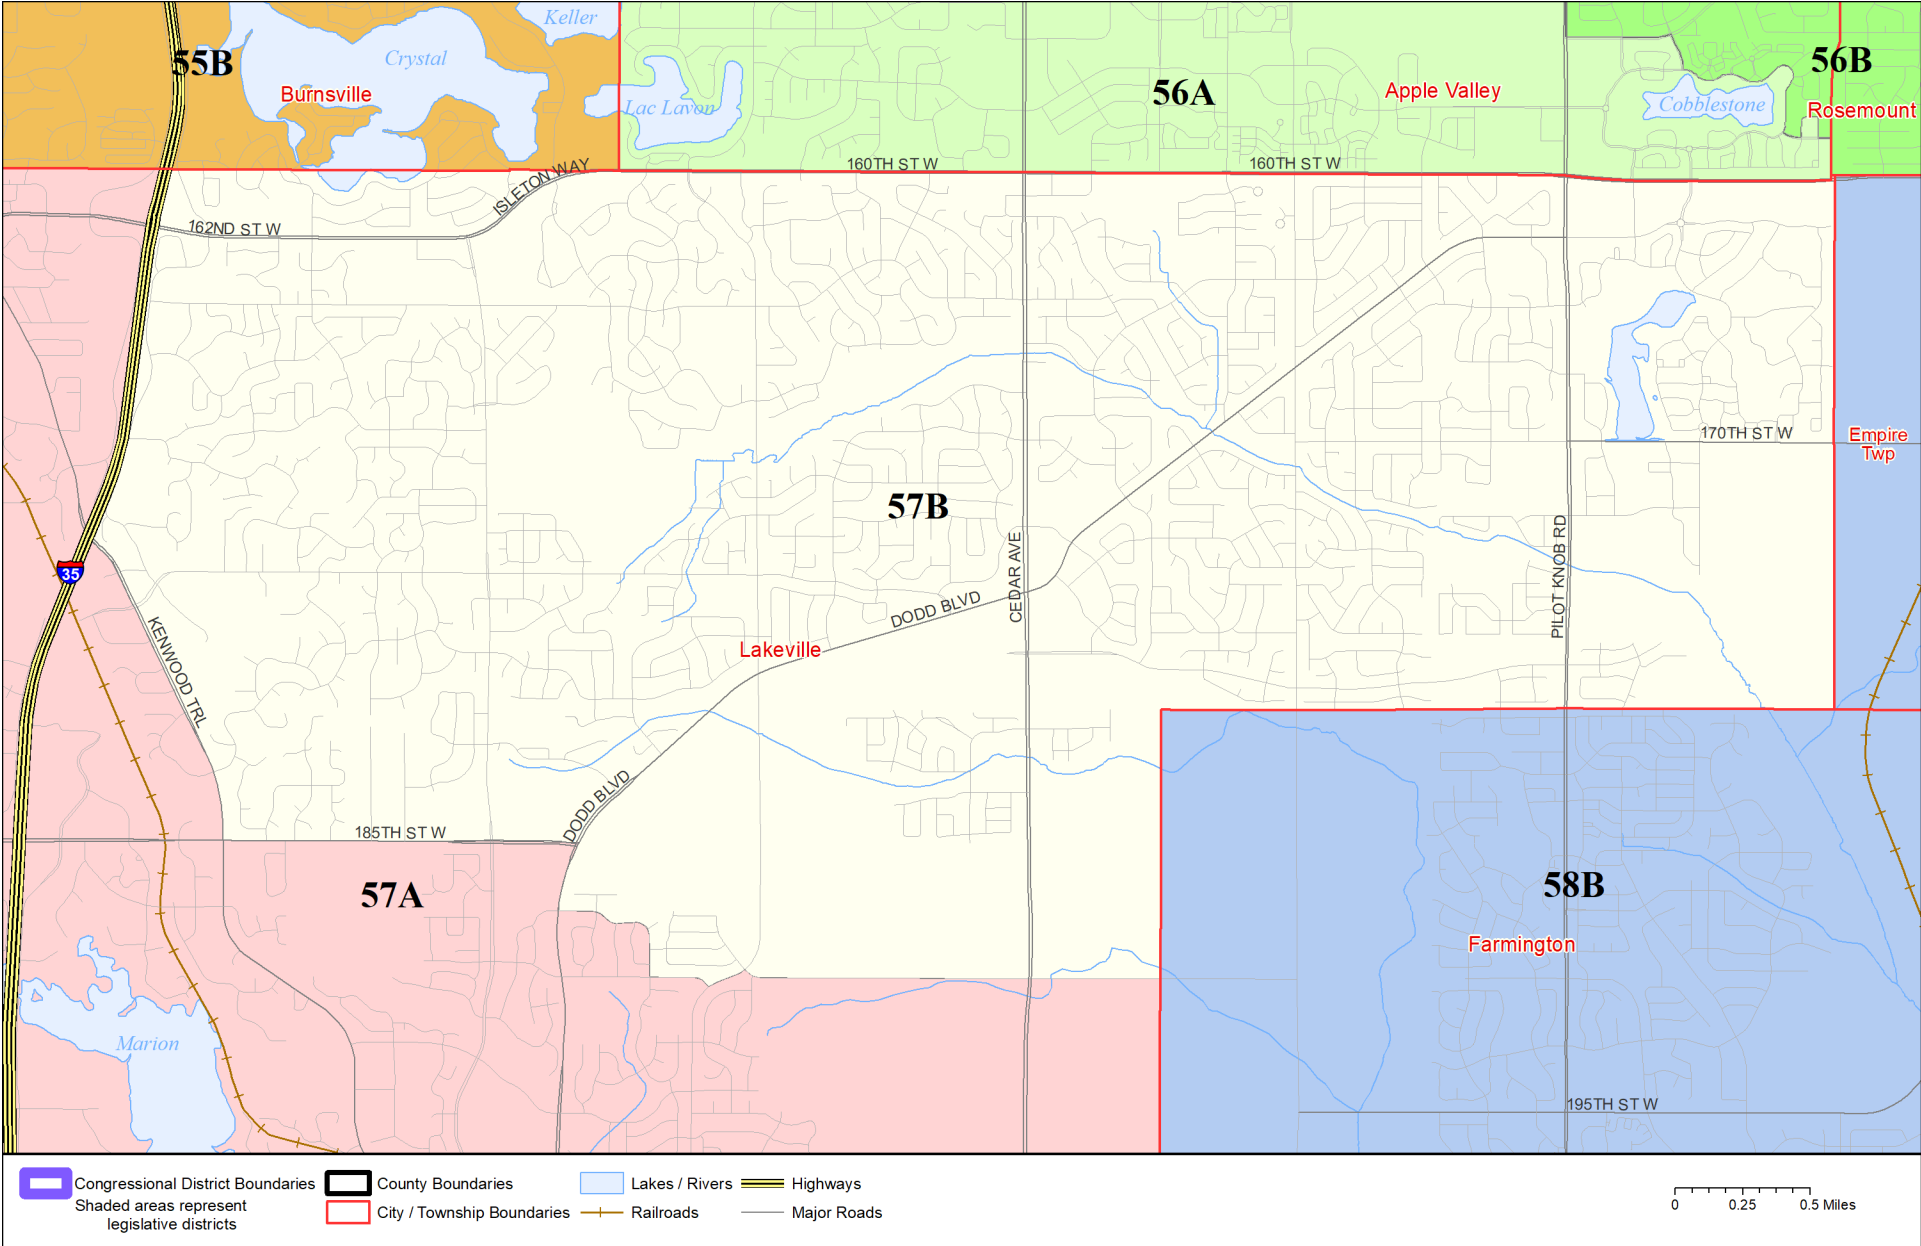 Keller
Crystal
55B
Burnsville
Lac Lavon
56A
Apple Valley
56B
Cobblestone
Rosemount
160TH ST W
160TH ST W
ISLETON WAY
162ND ST W
170TH ST W
Empire
Twp
57B
35
CEDAR AVE
PILOT KNOB RD
DODD BLVD
KENWOOD TRL
Lakeville
DODD BLVD
185TH ST W
57A
58B
Farmington
Marion
195TH ST W
Congressional District Boundaries
Shaded areas represent
legislative districts
County Boundaries
City / Township Boundaries
Lakes / Rivers
Railroads
Highways
Major Roads
0 0.25 0.5 Miles